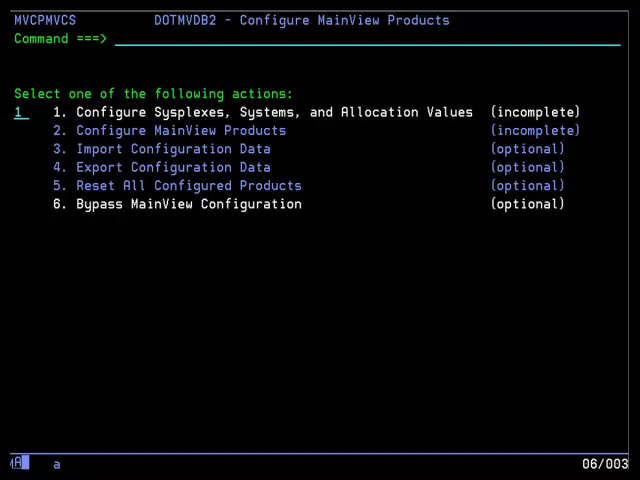 MVCPMVCS DOTMVDB2 - Configure MainView Products
Command ===>
Select one of the following actions:
1 1. Configure Sysplexes, Systems, and Allocation Values (incomplete)
2. Configure MainView Products (incomplete)
3. Import Configuration Data (optional)
4. Export Configuration Data (optional)
5. Reset All Configured Products (optional)
6. Bypass MainView Configuration (optional)
MA a 06/003